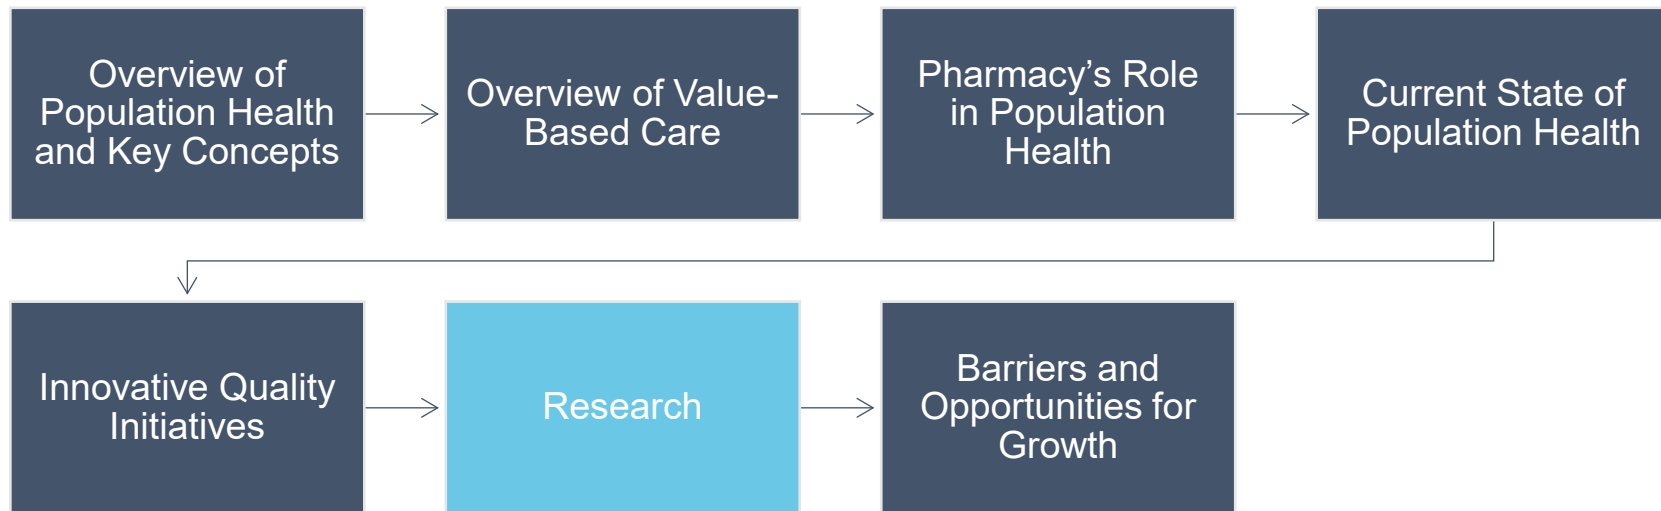 Overview of
Population Health
and Key Concepts
Overview of Value-
Based Care
Pharmacy’s Role
in Population
Health
Current State of
Population Health
Innovative Quality
Initiatives
Research
Barriers and
Opportunities for
Growth